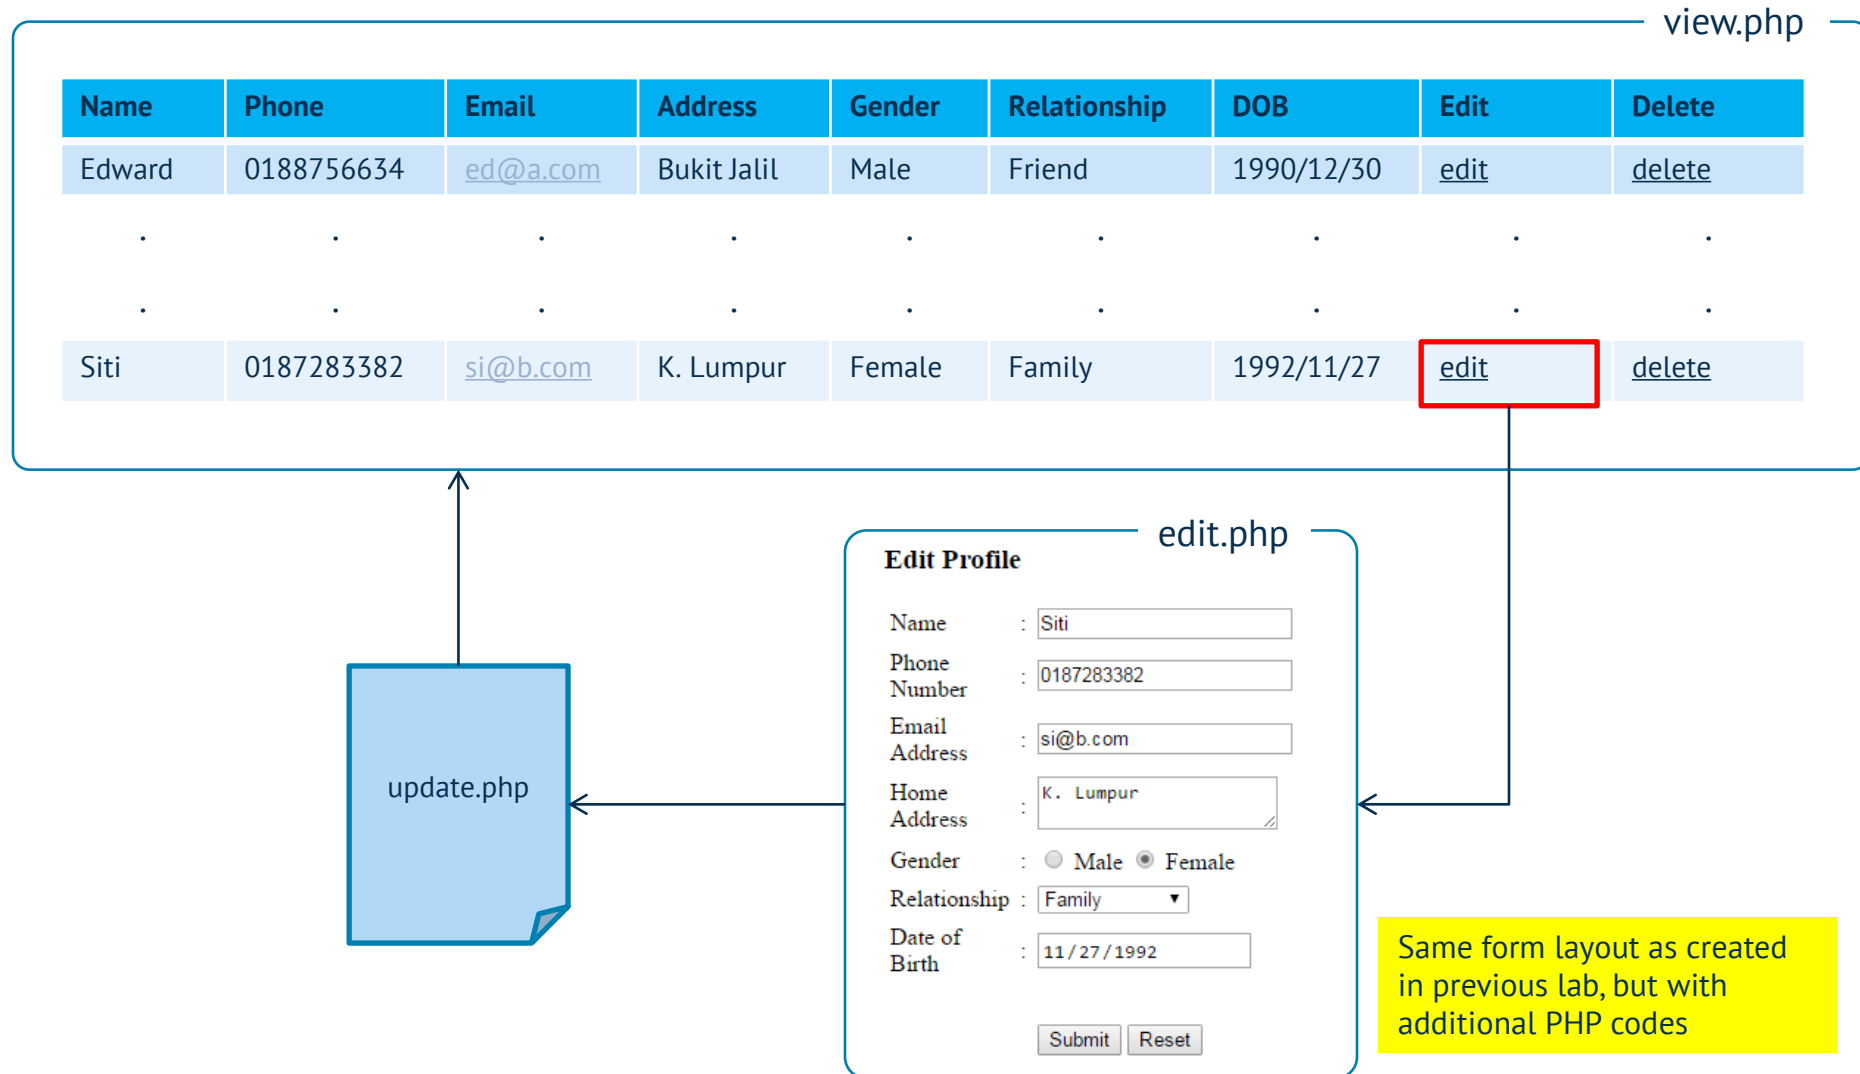 view.php
Name Phone Email Address Gender Relationship DOB Edit Delete
Edward 0188756634 ed@a.com Bukit Jalil Male Friend 1990/12/30 edit delete
. . . . . . . . .
. . . . . . . . .
Siti 0187283382 si@b.com K. Lumpur Female Family 1992/11/27 edit delete
edit.php
Edit Profile
Name : Siti
Phone
Number : 0187283382
Email
Address : si@b.com
Home
Address : K. Lumpur
Gender : Male Female
Relationship : Family
Date of
Birth : 11/27/1992
Submit Reset
update.php
Same form layout as created
in previous lab, but with
additional PHP codes